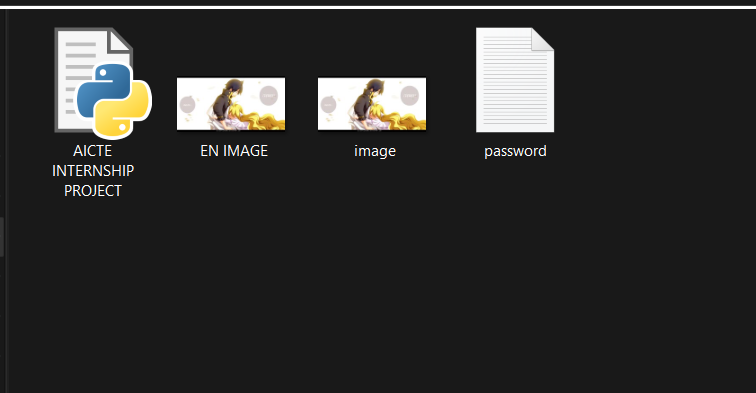 AICTE
INTERNSHIP
PROJECT
EN IMAGE
image
password